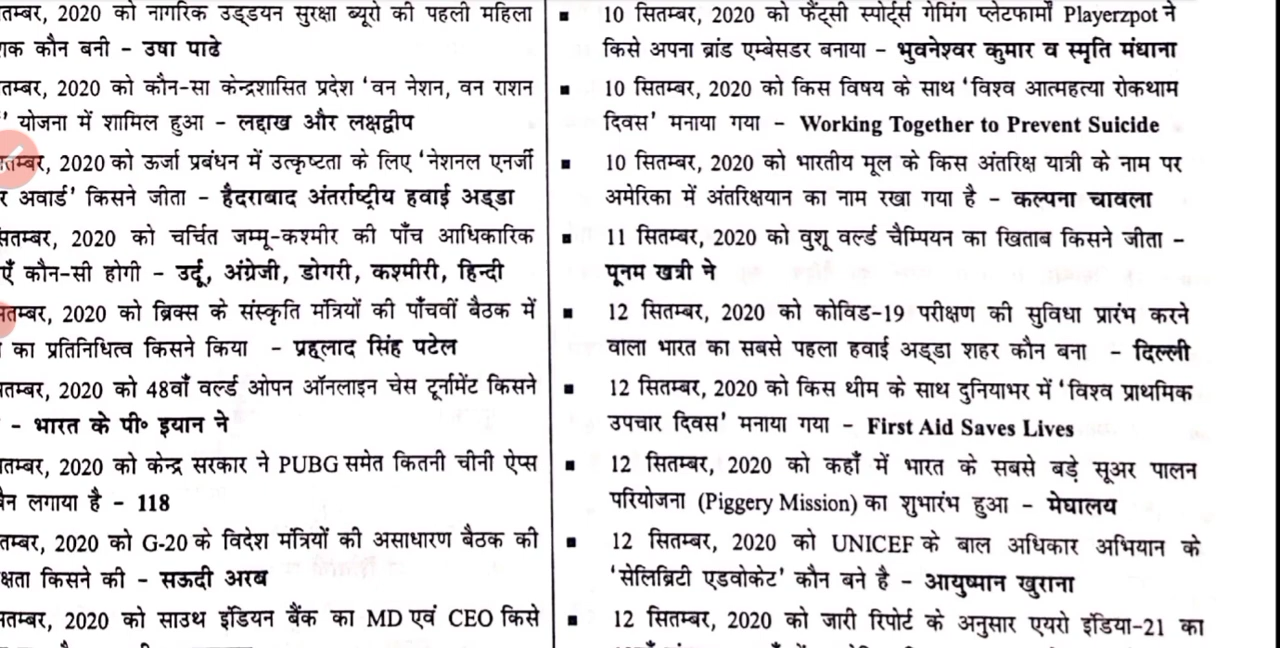 तम्बर, 2020 को नागरिक उड्डयन सुरक्षा ब्यूरो की पहली महिला
शक कौन बनी – उषा पाढे
तम्बर, 2020 को कौन-सा केन्द्रशासित प्रदेश 'वन नेशन, वन राशन
' योजना में शामिल हुआ – लद्दाख और लक्षद्वीप
तम्बर, 2020 को ऊर्जा प्रबंधन में उत्कृष्टता के लिए 'नेशनल एनर्जी
र अवार्ड' किसने जीता – हैदराबाद अंतर्राष्ट्रीय हवाई अड्डा
सतम्बर, 2020 को चर्चित जम्मू-कश्मीर की पाँच आधिकारिक
एँ कौन-सी होगी – उर्दू, अंग्रेजी, डोगरी, कश्मीरी, हिन्दी
तम्बर, 2020 को ब्रिक्स के संस्कृति मंत्रियों की पाँचवीं बैठक में
का प्रतिनिधित्व किसने किया – प्रह्लाद सिंह पटेल
तम्बर, 2020 को 48वाँ वर्ल्ड ओपन ऑनलाइन चेस टूर्नामेंट किसने
– भारत के पी॰ इयान ने
तम्बर, 2020 को केन्द्र सरकार ने PUBG समेत कितनी चीनी ऐप्स
बैन लगाया है – 118
तम्बर, 2020 को G-20 के विदेश मंत्रियों की असाधारण बैठक की
क्षता किसने की – सऊदी अरब
तम्बर, 2020 को साउथ इंडियन बैंक का MD एवं CEO किसे
▪ 10 सितम्बर, 2020 को फैंट्सी स्पोर्ट्स गेमिंग प्लेटफार्मो Playerzpot ने
किसे अपना ब्रांड एम्बेसडर बनाया – भुवनेश्वर कुमार व स्मृति मंधाना
▪ 10 सितम्बर, 2020 को किस विषय के साथ 'विश्व आत्महत्या रोकथाम
दिवस' मनाया गया – Working Together to Prevent Suicide
▪ 10 सितम्बर, 2020 को भारतीय मूल के किस अंतरिक्ष यात्री के नाम पर
अमेरिका में अंतरिक्षयान का नाम रखा गया है – कल्पना चावला
▪ 11 सितम्बर, 2020 को वुशू वर्ल्ड चैम्पियन का खिताब किसने जीता –
पूनम खत्री ने
▪ 12 सितम्बर, 2020 को कोविड-19 परीक्षण की सुविधा प्रारंभ करने
वाला भारत का सबसे पहला हवाई अड्डा शहर कौन बना – दिल्ली
▪ 12 सितम्बर, 2020 को किस थीम के साथ दुनियाभर में 'विश्व प्राथमिक
उपचार दिवस' मनाया गया – First Aid Saves Lives
▪ 12 सितम्बर, 2020 को कहाँ में भारत के सबसे बड़े सूअर पालन
परियोजना (Piggery Mission) का शुभारंभ हुआ – मेघालय
▪ 12 सितम्बर, 2020 को UNICEF के बाल अधिकार अभियान के
'सेलिब्रिटी एडवोकेट' कौन बने है – आयुष्मान खुराना
▪ 12 सितम्बर, 2020 को जारी रिपोर्ट के अनुसार एयरो इंडिया-21 का